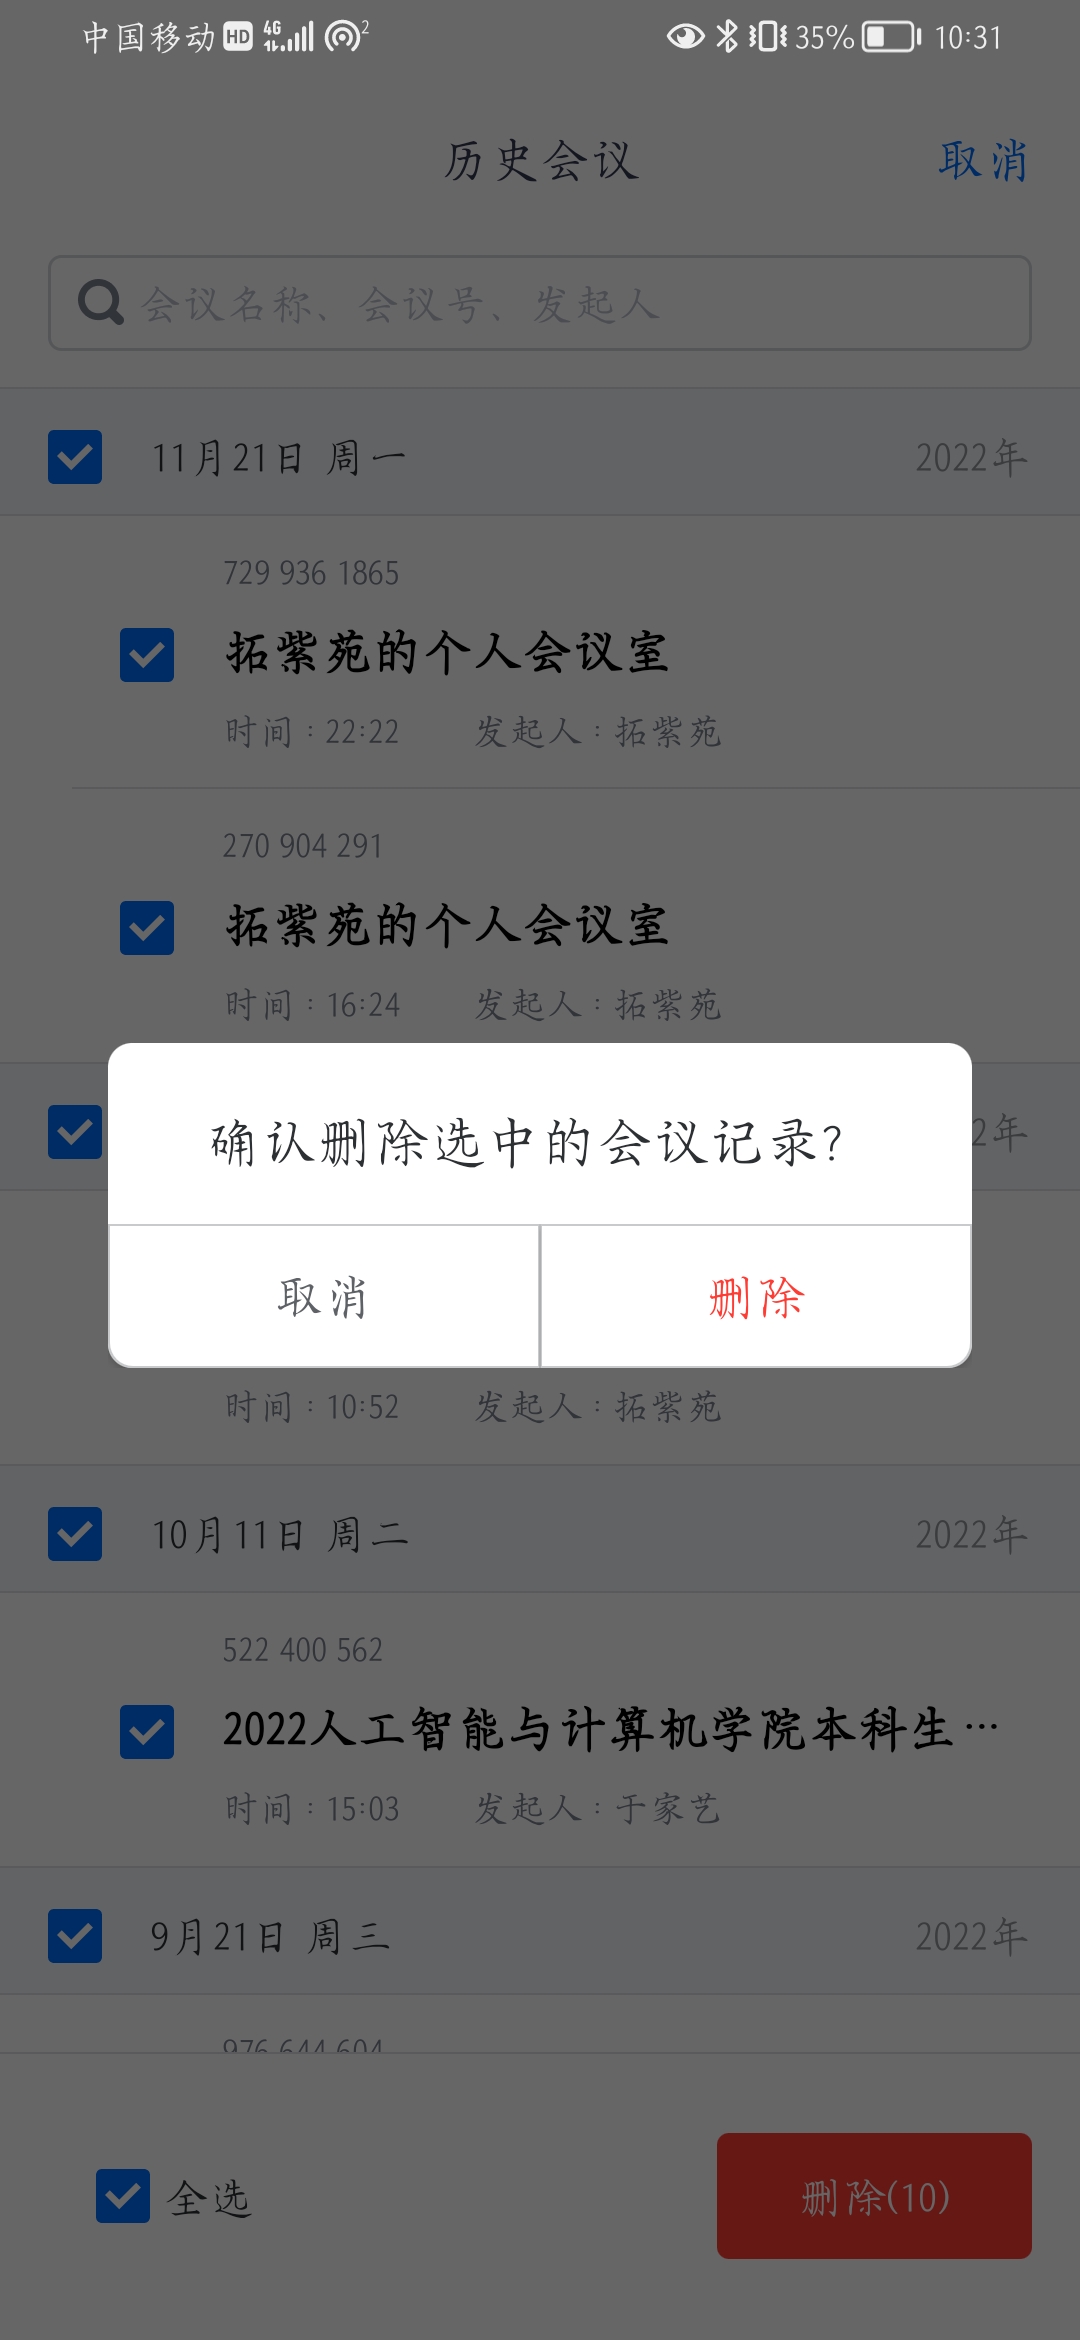 中国移动 HD 4G 2 35% 10:31
历史会议 取消
会议名称、会议号、发起人
11月21日 周一 2022年
729 936 1865
拓紫苑的个人会议室
时间：22:22 发起人：拓紫苑
270 904 291
拓紫苑的个人会议室
时间：16:24 发起人：拓紫苑
2年
确认删除选中的会议记录?
取消 删除
时间：10:52 发起人：拓紫苑
10月11日 周二 2022年
522 400 562
2022人工智能与计算机学院本科生…
时间：15:03 发起人：于家艺
9月21日 周三 2022年
976 644 604
全选 删除(10)